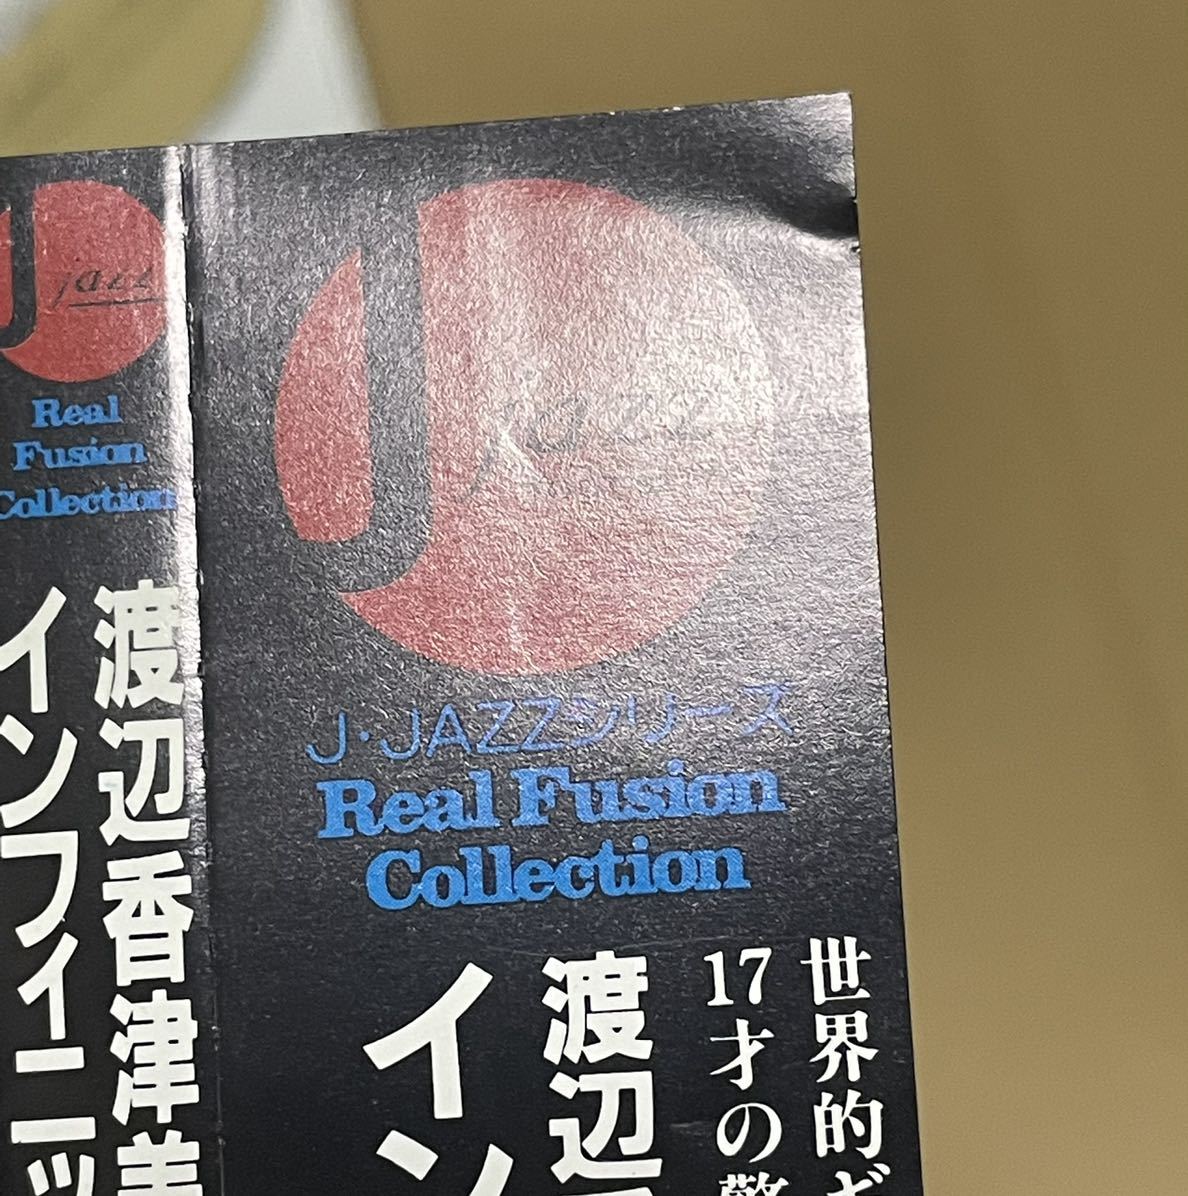 jazz
Real
Fusion
Collection
渡辺香津美
インフィニッ
jazz
J・JAZZシリーズ
Real Fusion
Collection
世界的ギ
17才の驚
渡辺
イン